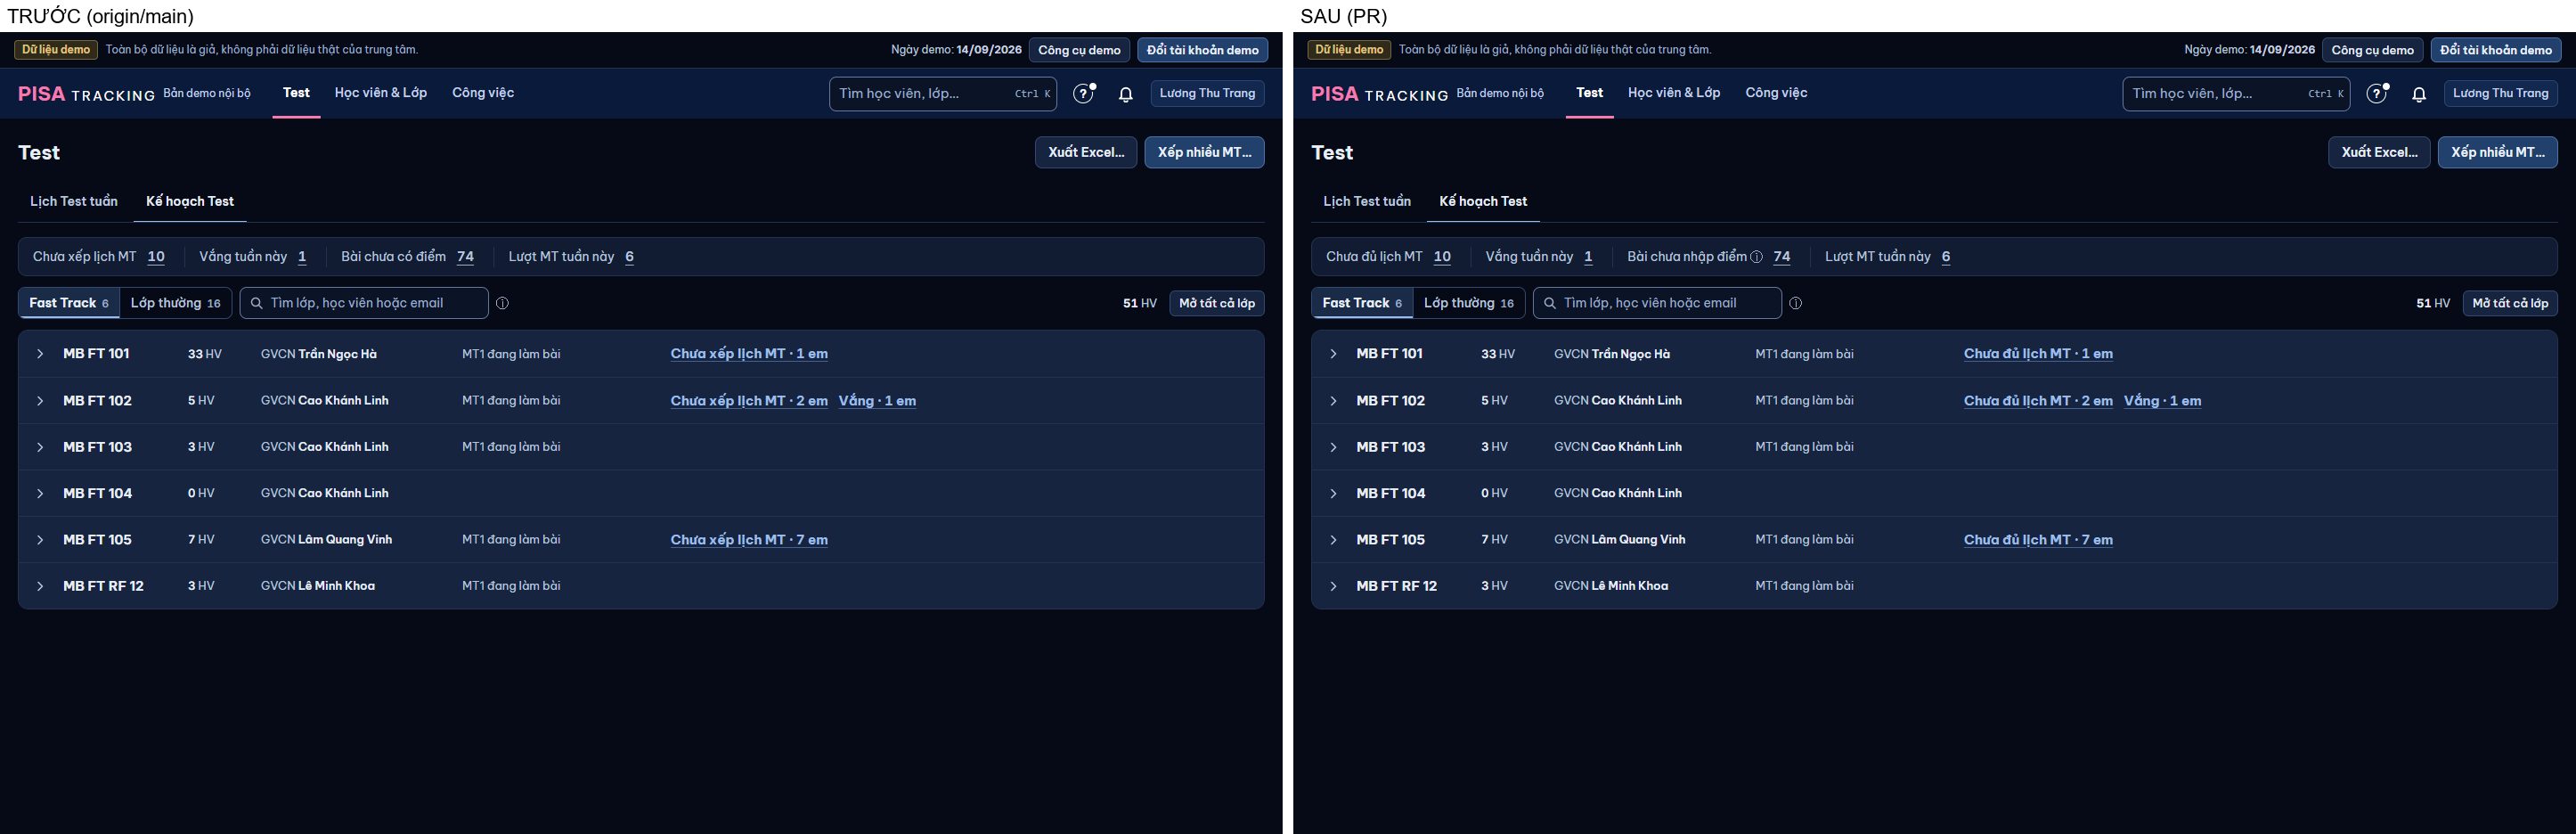 TRƯỚC (origin/main)
Dữ liệu demo Toàn bộ dữ liệu là giả, không phải dữ liệu thật của trung tâm. Ngày demo: 14/09/2026 Công cụ demo Đổi tài khoản demo
PISA TRACKING Bản demo nội bộ Test Học viên & Lớp Công việc Tìm học viên, lớp... Ctrl K ? Lương Thu Trang
Test Xuất Excel... Xếp nhiều MT...
Lịch Test tuần Kế hoạch Test
Chưa xếp lịch MT 10 Vắng tuần này 1 Bài chưa có điểm 74 Lượt MT tuần này 6
Fast Track 6 Lớp thường 16 Tìm lớp, học viên hoặc email ⓘ 51 HV Mở tất cả lớp
MB FT 101 33 HV GVCN Trần Ngọc Hà MT1 đang làm bài Chưa xếp lịch MT · 1 em
MB FT 102 5 HV GVCN Cao Khánh Linh MT1 đang làm bài Chưa xếp lịch MT · 2 em Vắng · 1 em
MB FT 103 3 HV GVCN Cao Khánh Linh MT1 đang làm bài
MB FT 104 0 HV GVCN Cao Khánh Linh
MB FT 105 7 HV GVCN Lâm Quang Vinh MT1 đang làm bài Chưa xếp lịch MT · 7 em
MB FT RF 12 3 HV GVCN Lê Minh Khoa MT1 đang làm bài
SAU (PR)
Dữ liệu demo Toàn bộ dữ liệu là giả, không phải dữ liệu thật của trung tâm. Ngày demo: 14/09/2026 Công cụ demo Đổi tài khoản demo
PISA TRACKING Bản demo nội bộ Test Học viên & Lớp Công việc Tìm học viên, lớp... Ctrl K ? Lương Thu Trang
Test Xuất Excel... Xếp nhiều MT...
Lịch Test tuần Kế hoạch Test
Chưa đủ lịch MT 10 Vắng tuần này 1 Bài chưa nhập điểm ⓘ 74 Lượt MT tuần này 6
Fast Track 6 Lớp thường 16 Tìm lớp, học viên hoặc email ⓘ 51 HV Mở tất cả lớp
MB FT 101 33 HV GVCN Trần Ngọc Hà MT1 đang làm bài Chưa đủ lịch MT · 1 em
MB FT 102 5 HV GVCN Cao Khánh Linh MT1 đang làm bài Chưa đủ lịch MT · 2 em Vắng · 1 em
MB FT 103 3 HV GVCN Cao Khánh Linh MT1 đang làm bài
MB FT 104 0 HV GVCN Cao Khánh Linh
MB FT 105 7 HV GVCN Lâm Quang Vinh MT1 đang làm bài Chưa đủ lịch MT · 7 em
MB FT RF 12 3 HV GVCN Lê Minh Khoa MT1 đang làm bài